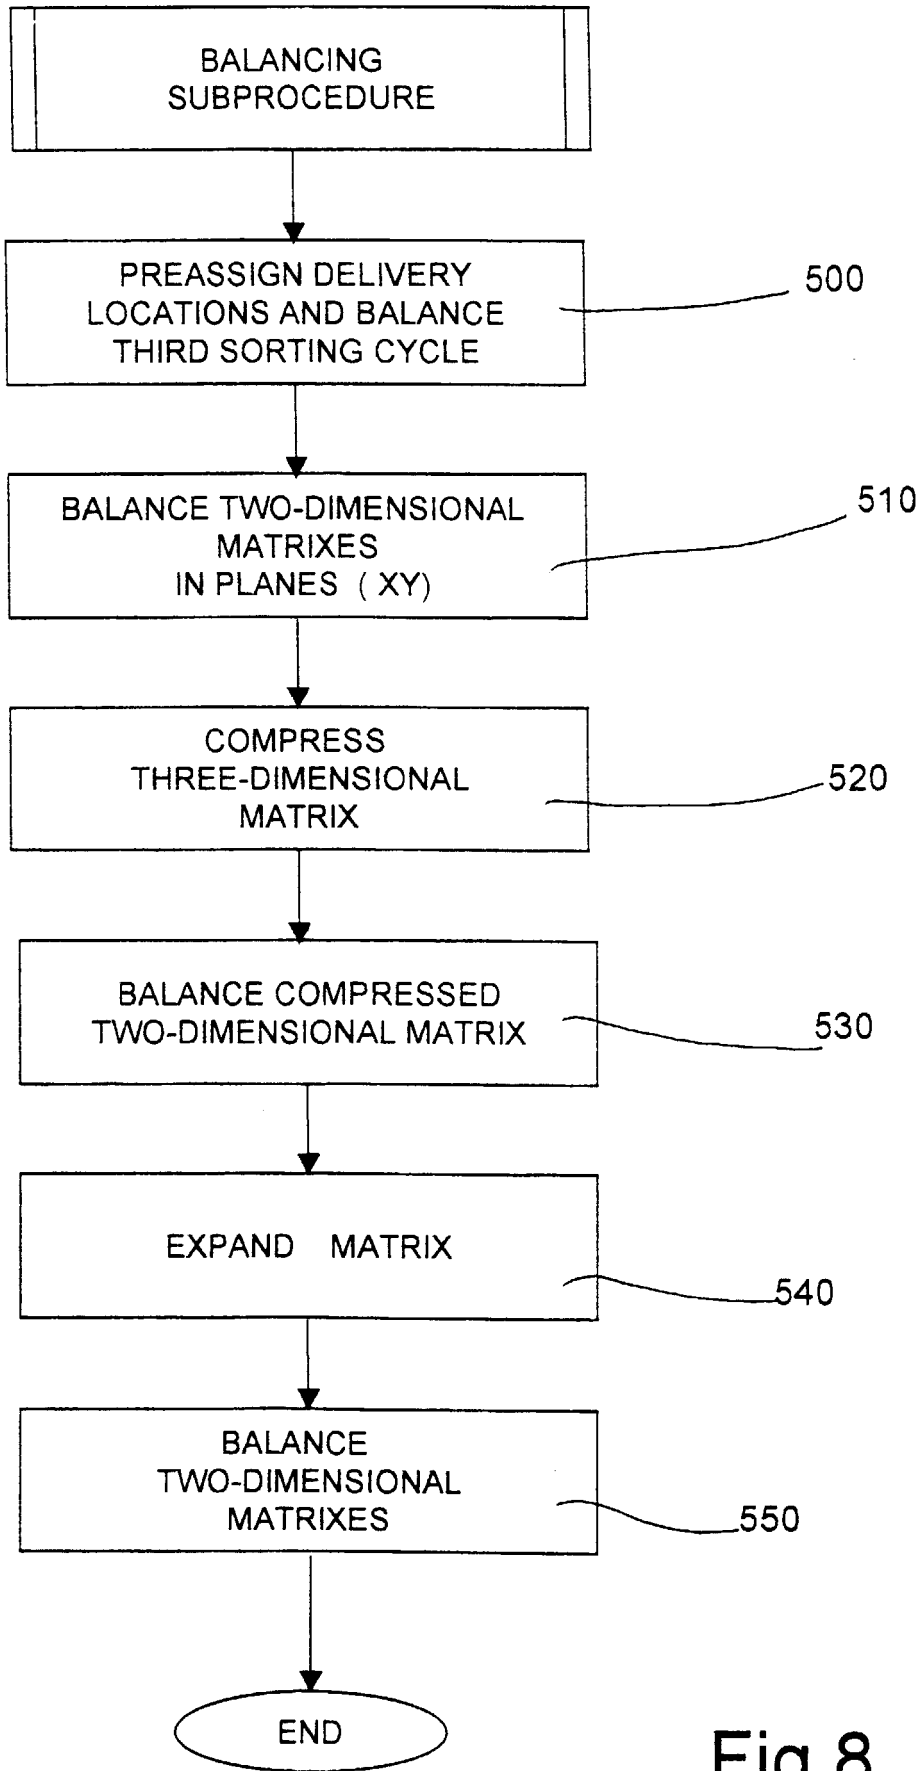 BALANCING
SUBPROCEDURE
PREASSIGN DELIVERY
LOCATIONS AND BALANCE
THIRD SORTING CYCLE
500
BALANCE TWO-DIMENSIONAL
MATRIXES
IN PLANES ( XY)
510
COMPRESS
THREE-DIMENSIONAL
MATRIX
520
BALANCE COMPRESSED
TWO-DIMENSIONAL MATRIX
530
EXPAND MATRIX
540
BALANCE
TWO-DIMENSIONAL
MATRIXES
550
END
Fig.8